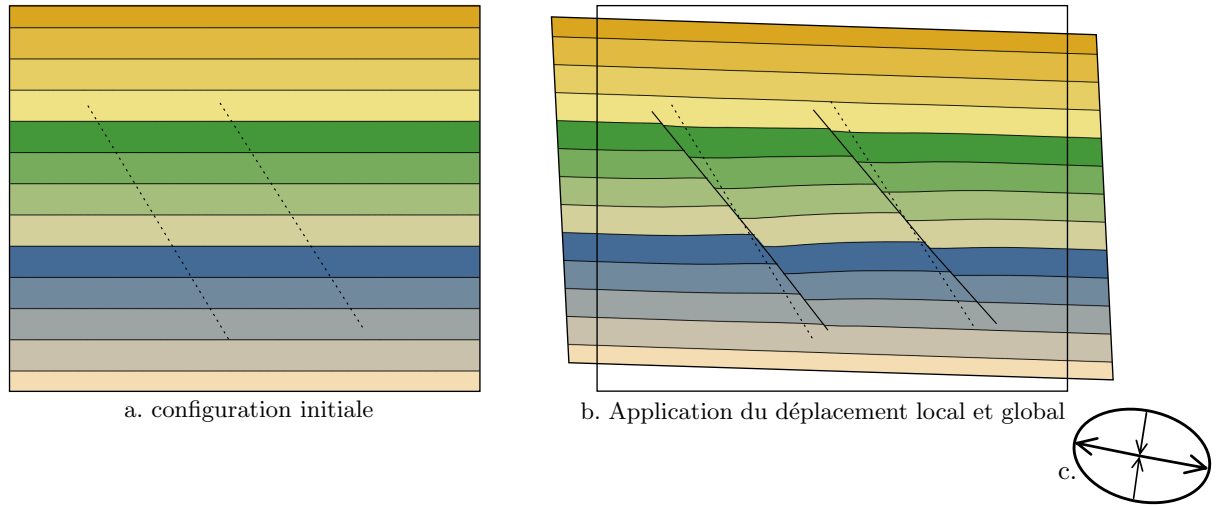 a. configuration initiale
b. Application du déplacement local et global
c.